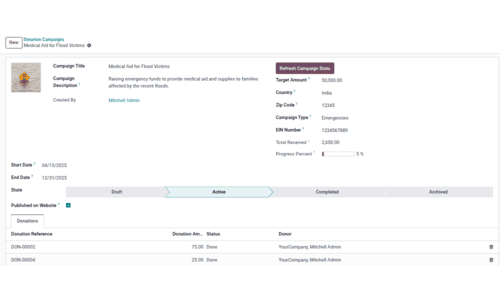 New
Donation Campaigns
Medical Aid for Flood Victims
Campaign Title Medical Aid for Flood Victims
Campaign Description ? Raising emergency funds to provide medical aid and supplies to families affected by the recent floods.
Created By Mitchell Admin
Refresh Campaign Stats
Target Amount ? 50,000.00
Country ? India
Zip Code ? 12345
Campaign Type ? Emergencies
EIN Number ? 1234567889
Total Received ? 2,650.00
Progress Percent ? 5 %
Start Date ? 04/15/2025
End Date ? 12/31/2025
State Draft Active Completed Archived
Published on Website ?
Donations
Donation Reference Donation Am... Status Donor
DON-00002 75.00 Done YourCompany, Mitchell Admin
DON-00004 25.00 Done YourCompany, Mitchell Admin